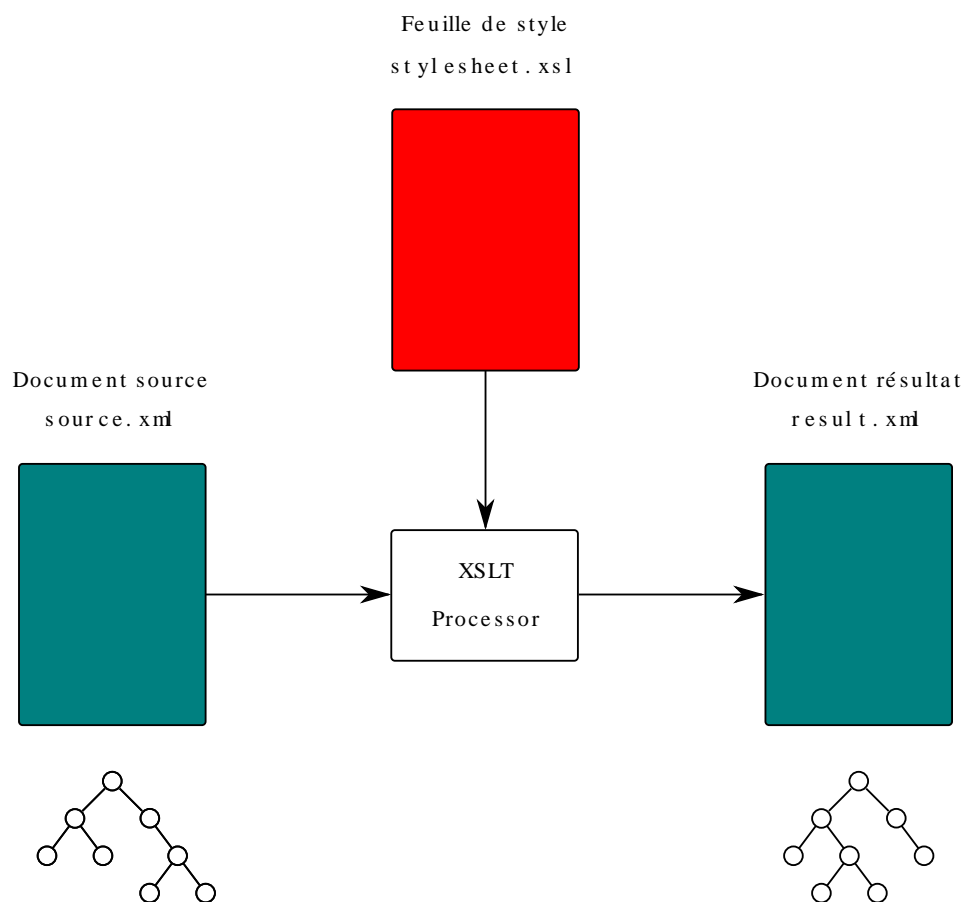 Feuille de style
stylesheet.xsl
Document source
source.xml
Document résultat
result.xml
XSLT
Processor